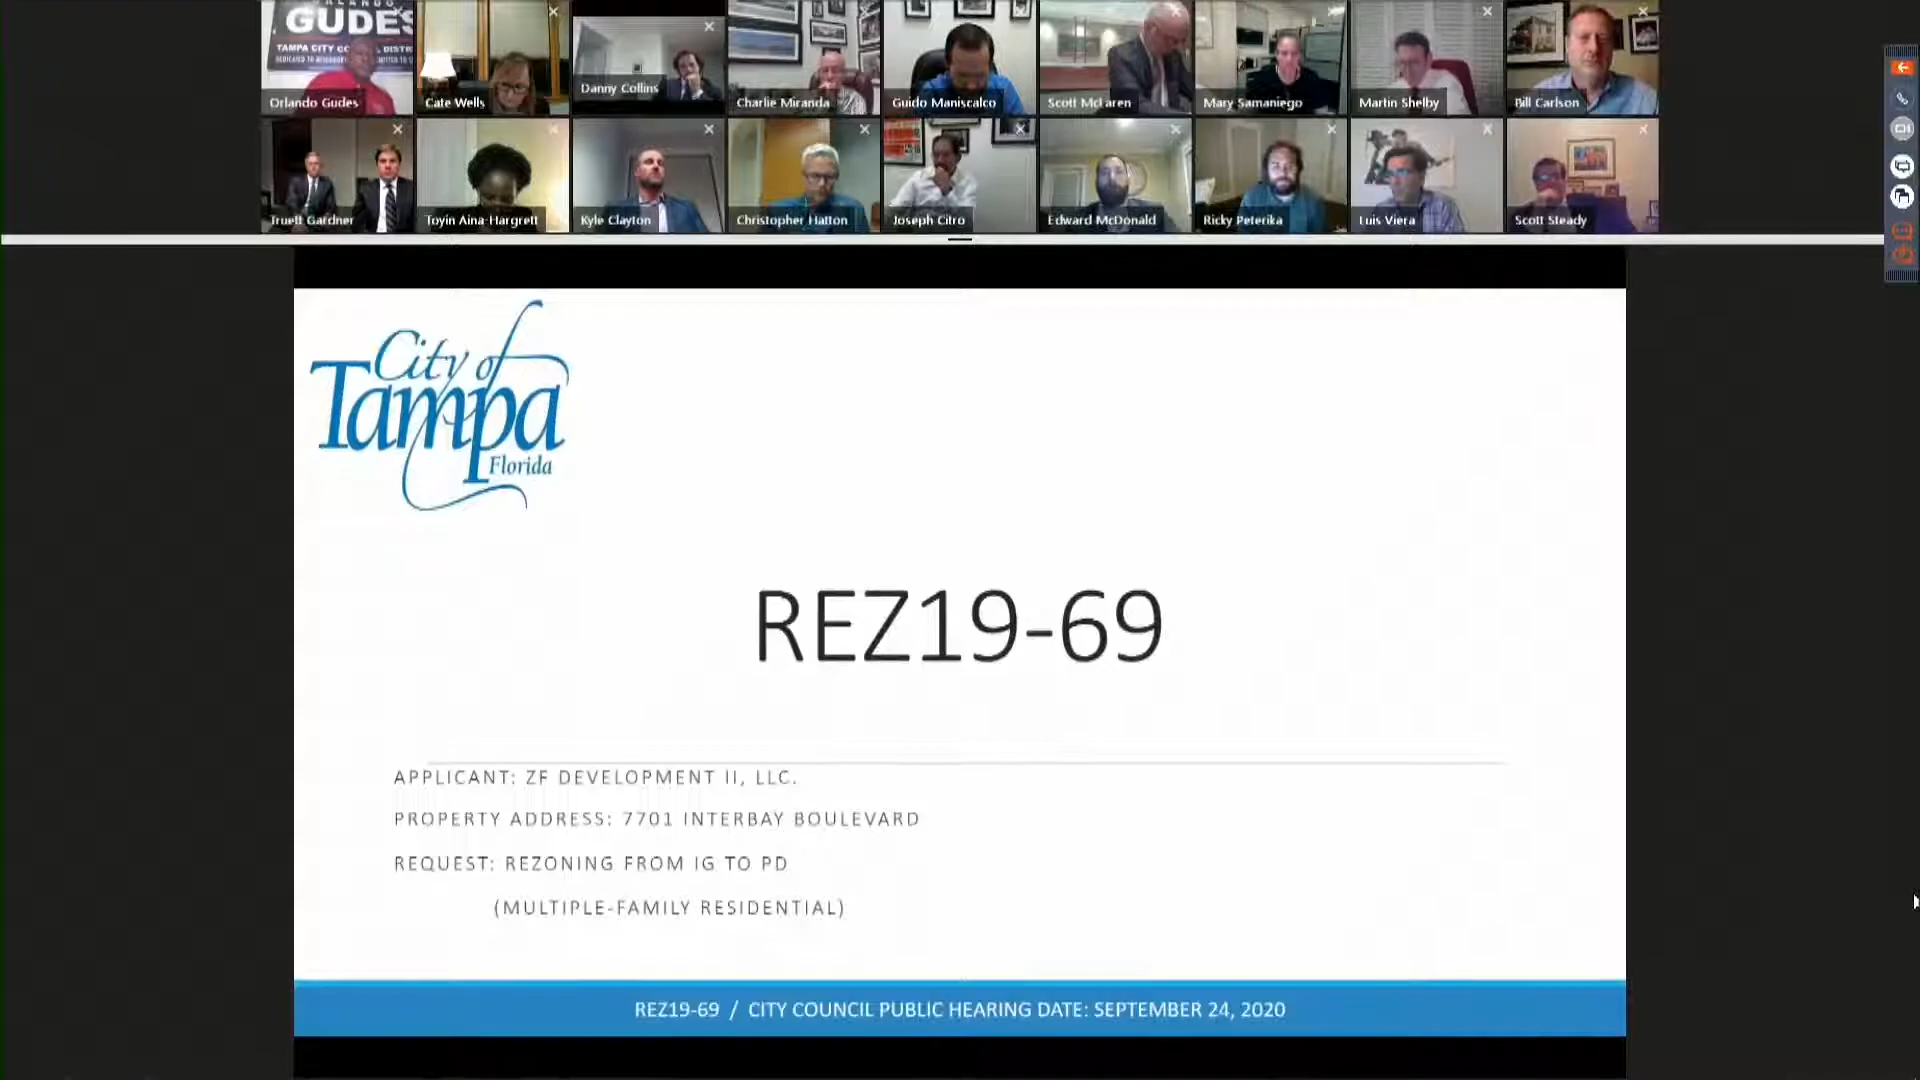 GUDES
TAMPA CITY
Orlando Gudes
Cate Wells
Danny Collins
Charlie Miranda
Guido Maniscalco
Scott McLaren
Mary Samaniego
Martin Shelby
Bill Carlson
Truett Gardner
Toyin Aina-Hargrett
Kyle Clayton
Christopher Hatton
Joseph Citro
Edward McDonald
Ricky Peterika
Luis Viera
Scott Steady
City of
Tampa
Florida
REZ19-69
APPLICANT: ZF DEVELOPMENT II, LLC.
PROPERTY ADDRESS: 7701 INTERBAY BOULEVARD
REQUEST: REZONING FROM IG TO PD
(MULTIPLE-FAMILY RESIDENTIAL)
REZ19-69 / CITY COUNCIL PUBLIC HEARING DATE: SEPTEMBER 24, 2020